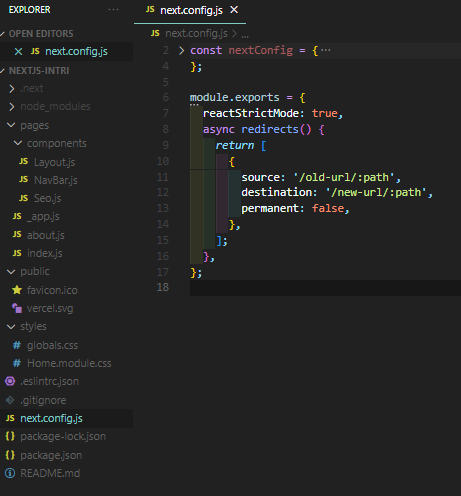 EXPLORER ···
OPEN EDITORS
JS next.config.js
NEXTJS-INTRI
.next
node_modules
pages
components
JS Layout.js
JS NavBar.js
JS Seo.js
JS _app.js
JS about.js
JS index.js
public
favicon.ico
vercel.svg
styles
globals.css
Home.module.css
.eslintrc.json
.gitignore
JS next.config.js
{} package-lock.json
{} package.json
README.md
JS next.config.js
JS next.config.js > ...
2 const nextConfig = {···
4 };
5
6 module.exports = {
7 reactStrictMode: true,
8 async redirects() {
9 return [
10 {
11 source: '/old-url/:path',
12 destination: '/new-url/:path',
13 permanent: false,
14 },
15 ];
16 },
17 };
18